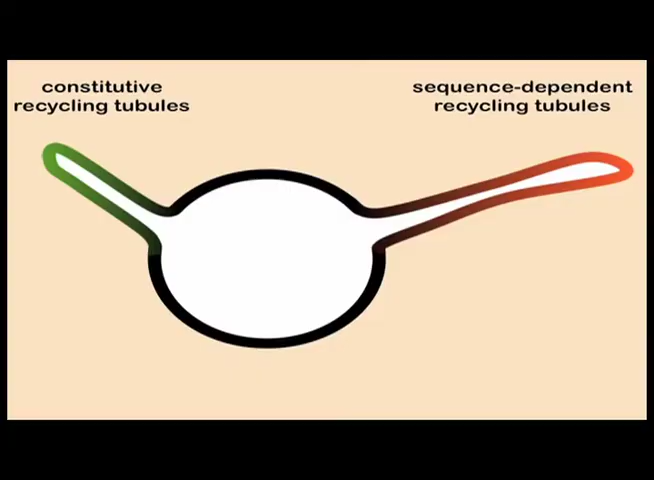 constitutive
recycling tubules
sequence-dependent
recycling tubules